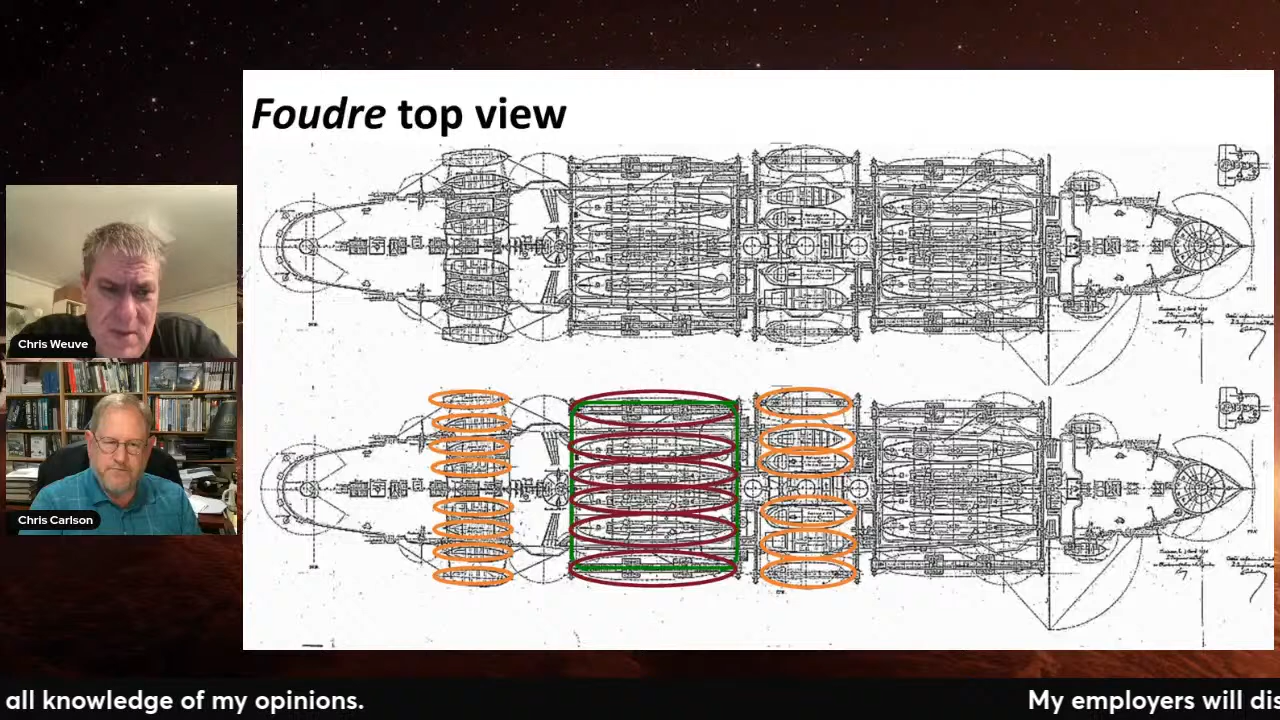 Foudre top view
Chris Weuve
Chris Carlson
all knowledge of my opinions.
My employers will dis